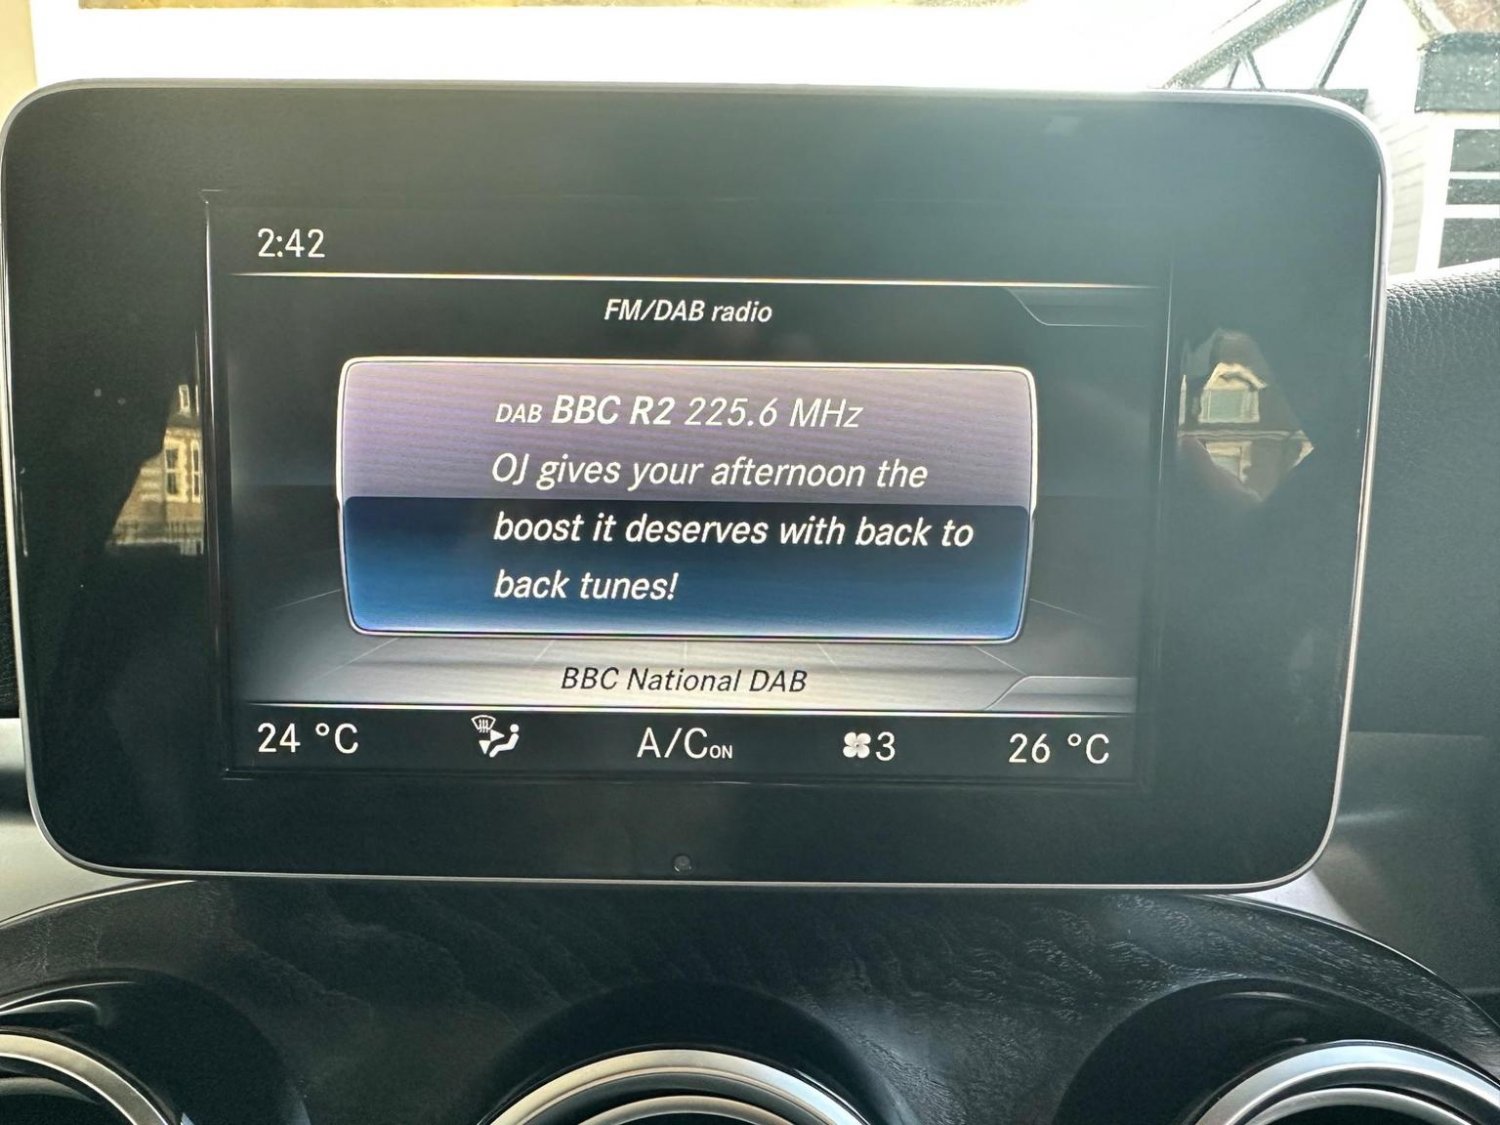 2:42
FM/DAB radio
DAB BBC R2 225.6 MHz
OJ gives your afternoon the
boost it deserves with back to
back tunes!
BBC National DAB
24 °C A/C ON 3 26 °C